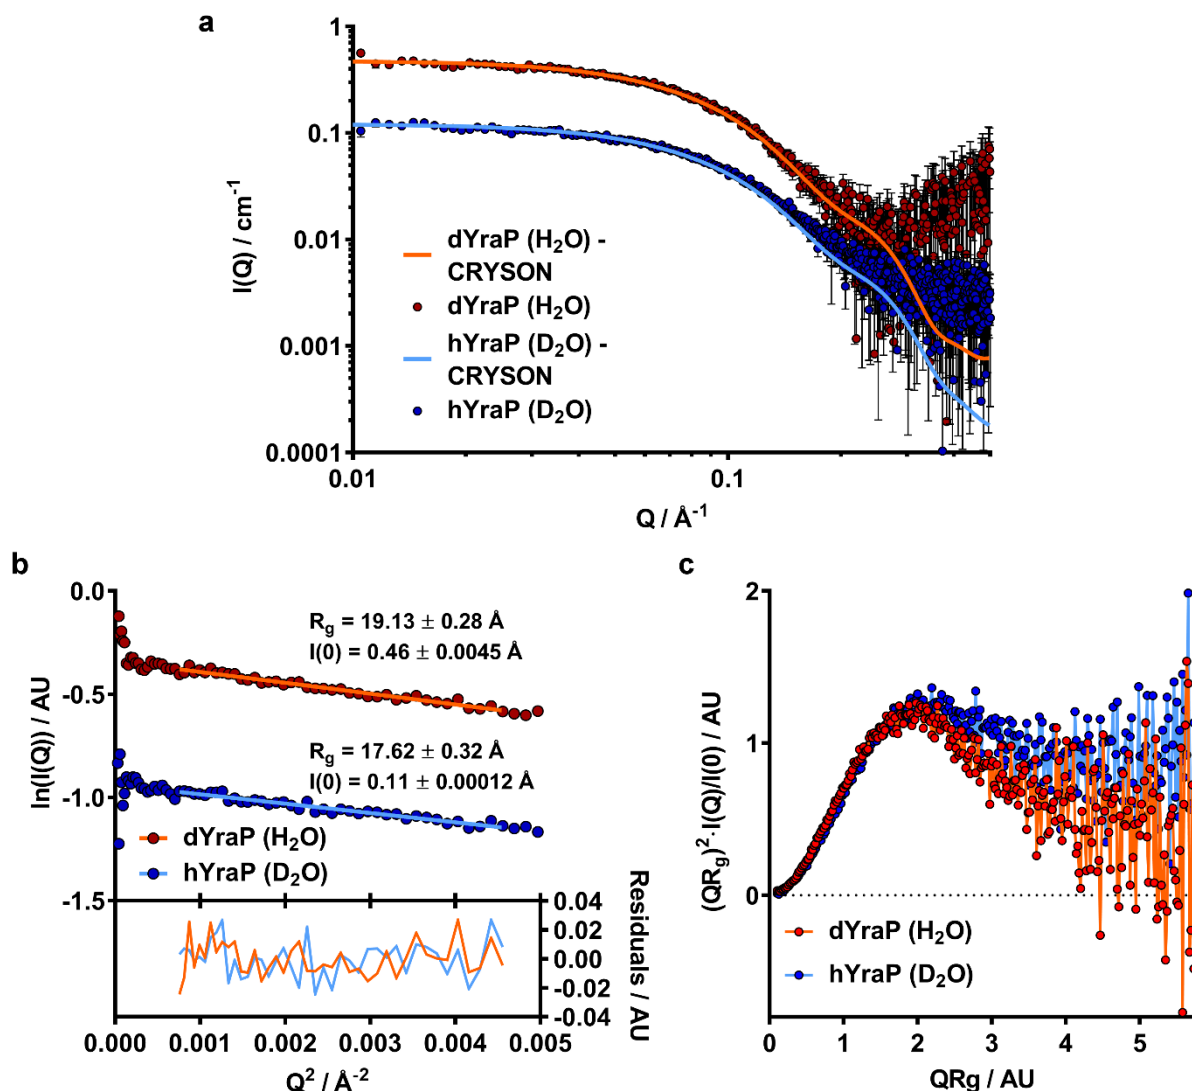 a
1
0.1
0.01
0.001
0.0001
I(Q) / cm⁻¹
dYraP (H₂O) -
CRYSON
dYraP (H₂O)
hYraP (D₂O) -
CRYSON
hYraP (D₂O)
0.01
0.1
Q / Å⁻¹
b
0.0
-0.5
-1.0
-1.5
ln(I(Q)) / AU
Rg = 19.13 ± 0.28 Å
I(0) = 0.46 ± 0.0045 Å
Rg = 17.62 ± 0.32 Å
I(0) = 0.11 ± 0.00012 Å
dYraP (H₂O)
hYraP (D₂O)
0.04
0.02
0.00
-0.02
-0.04
Residuals / AU
0.000
0.001
0.002
0.003
0.004
0.005
Q² / Å⁻²
c
2
1
0
(QRg)²·I(Q)/I(0) / AU
dYraP (H₂O)
hYraP (D₂O)
0
1
2
3
4
5
QRg / AU